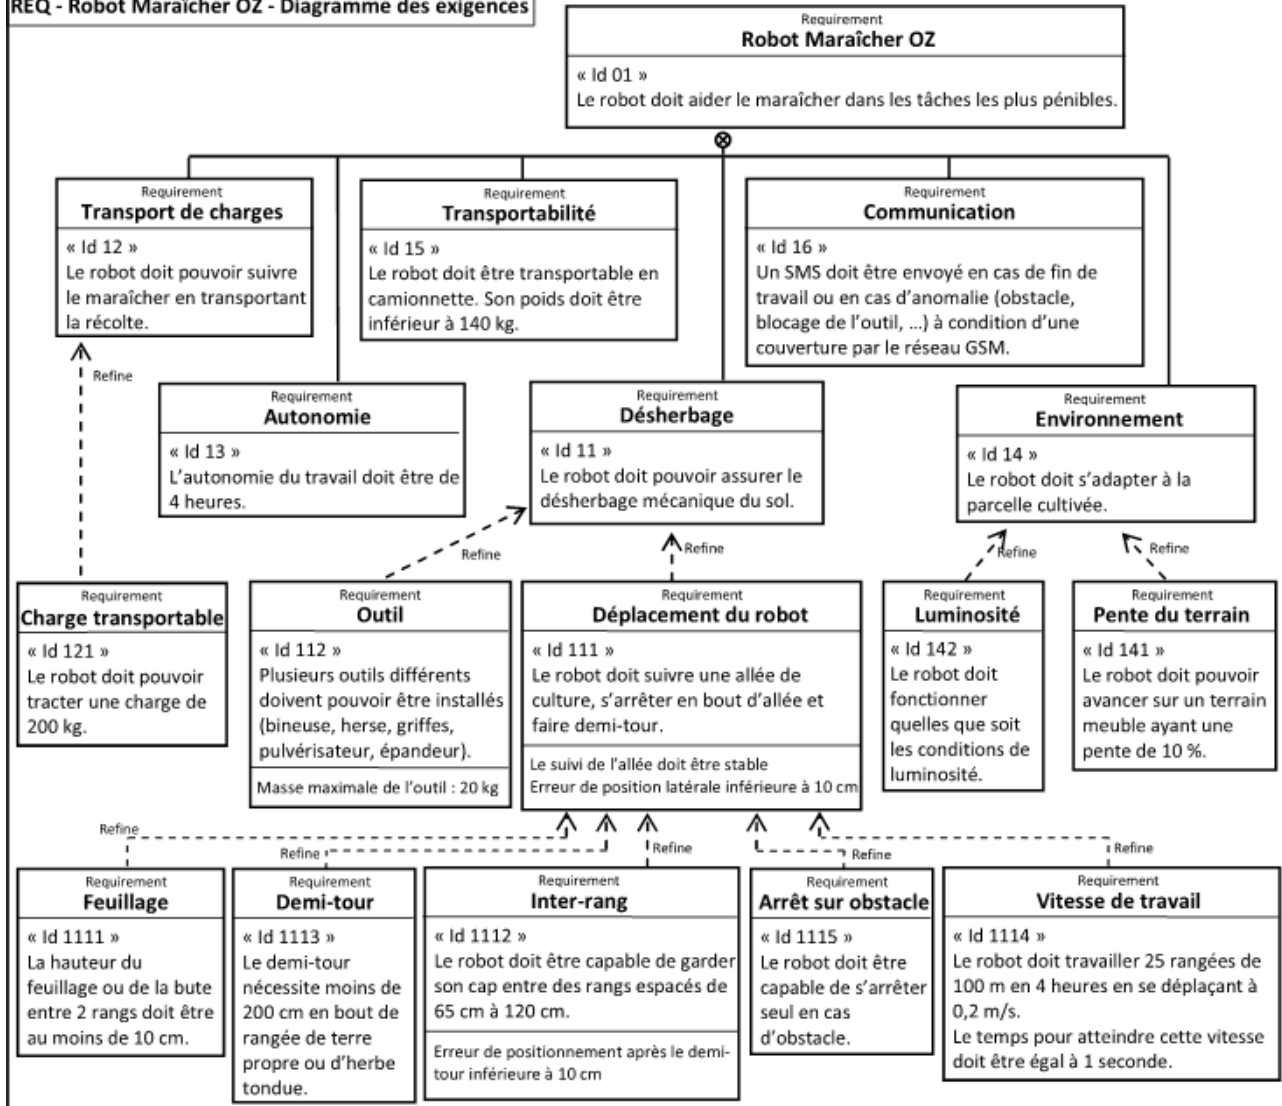 REQ - Robot Maraîcher OZ - Diagramme des exigences
Requirement
Robot Maraîcher OZ
« Id 01 »
Le robot doit aider le maraîcher dans les tâches les plus pénibles.
Requirement
Transport de charges
« Id 12 »
Le robot doit pouvoir suivre
le maraîcher en transportant
la récolte.
Requirement
Transportabilité
« Id 15 »
Le robot doit être transportable en
camionnette. Son poids doit être
inférieur à 140 kg.
Requirement
Communication
« Id 16 »
Un SMS doit être envoyé en cas de fin de
travail ou en cas d'anomalie (obstacle,
blocage de l'outil, ...) à condition d'une
couverture par le réseau GSM.
Refine
Requirement
Autonomie
« Id 13 »
L'autonomie du travail doit être de
4 heures.
Requirement
Désherbage
« Id 11 »
Le robot doit pouvoir assurer le
désherbage mécanique du sol.
Requirement
Environnement
« Id 14 »
Le robot doit s'adapter à la
parcelle cultivée.
Refine
Refine
Refine
Refine
Requirement
Charge transportable
« Id 121 »
Le robot doit pouvoir
tracter une charge de
200 kg.
Requirement
Outil
« Id 112 »
Plusieurs outils différents
doivent pouvoir être installés
(bineuse, herse, griffes,
pulvérisateur, épandeur).
Masse maximale de l'outil : 20 kg
Requirement
Déplacement du robot
« Id 111 »
Le robot doit suivre une allée de
culture, s'arrêter en bout d'allée et
faire demi-tour.
Le suivi de l'allée doit être stable
Erreur de position latérale inférieure à 10 cm
Requirement
Luminosité
« Id 142 »
Le robot doit
fonctionner
quelles que soit
les conditions de
luminosité.
Requirement
Pente du terrain
« Id 141 »
Le robot doit pouvoir
avancer sur un terrain
meuble ayant une
pente de 10 %.
Refine
Refine
Refine
Refine
Refine
Requirement
Feuillage
« Id 1111 »
La hauteur du
feuillage ou de la bute
entre 2 rangs doit être
au moins de 10 cm.
Requirement
Demi-tour
« Id 1113 »
Le demi-tour
nécessite moins de
200 cm en bout de
rangée de terre
propre ou d'herbe
tondue.
Requirement
Inter-rang
« Id 1112 »
Le robot doit être capable de garder
son cap entre des rangs espacés de
65 cm à 120 cm.
Erreur de positionnement après le demi-
tour inférieure à 10 cm
Requirement
Arrêt sur obstacle
« Id 1115 »
Le robot doit être
capable de s'arrêter
seul en cas
d'obstacle.
Requirement
Vitesse de travail
« Id 1114 »
Le robot doit travailler 25 rangées de
100 m en 4 heures en se déplaçant à
0,2 m/s.
Le temps pour atteindre cette vitesse
doit être égal à 1 seconde.